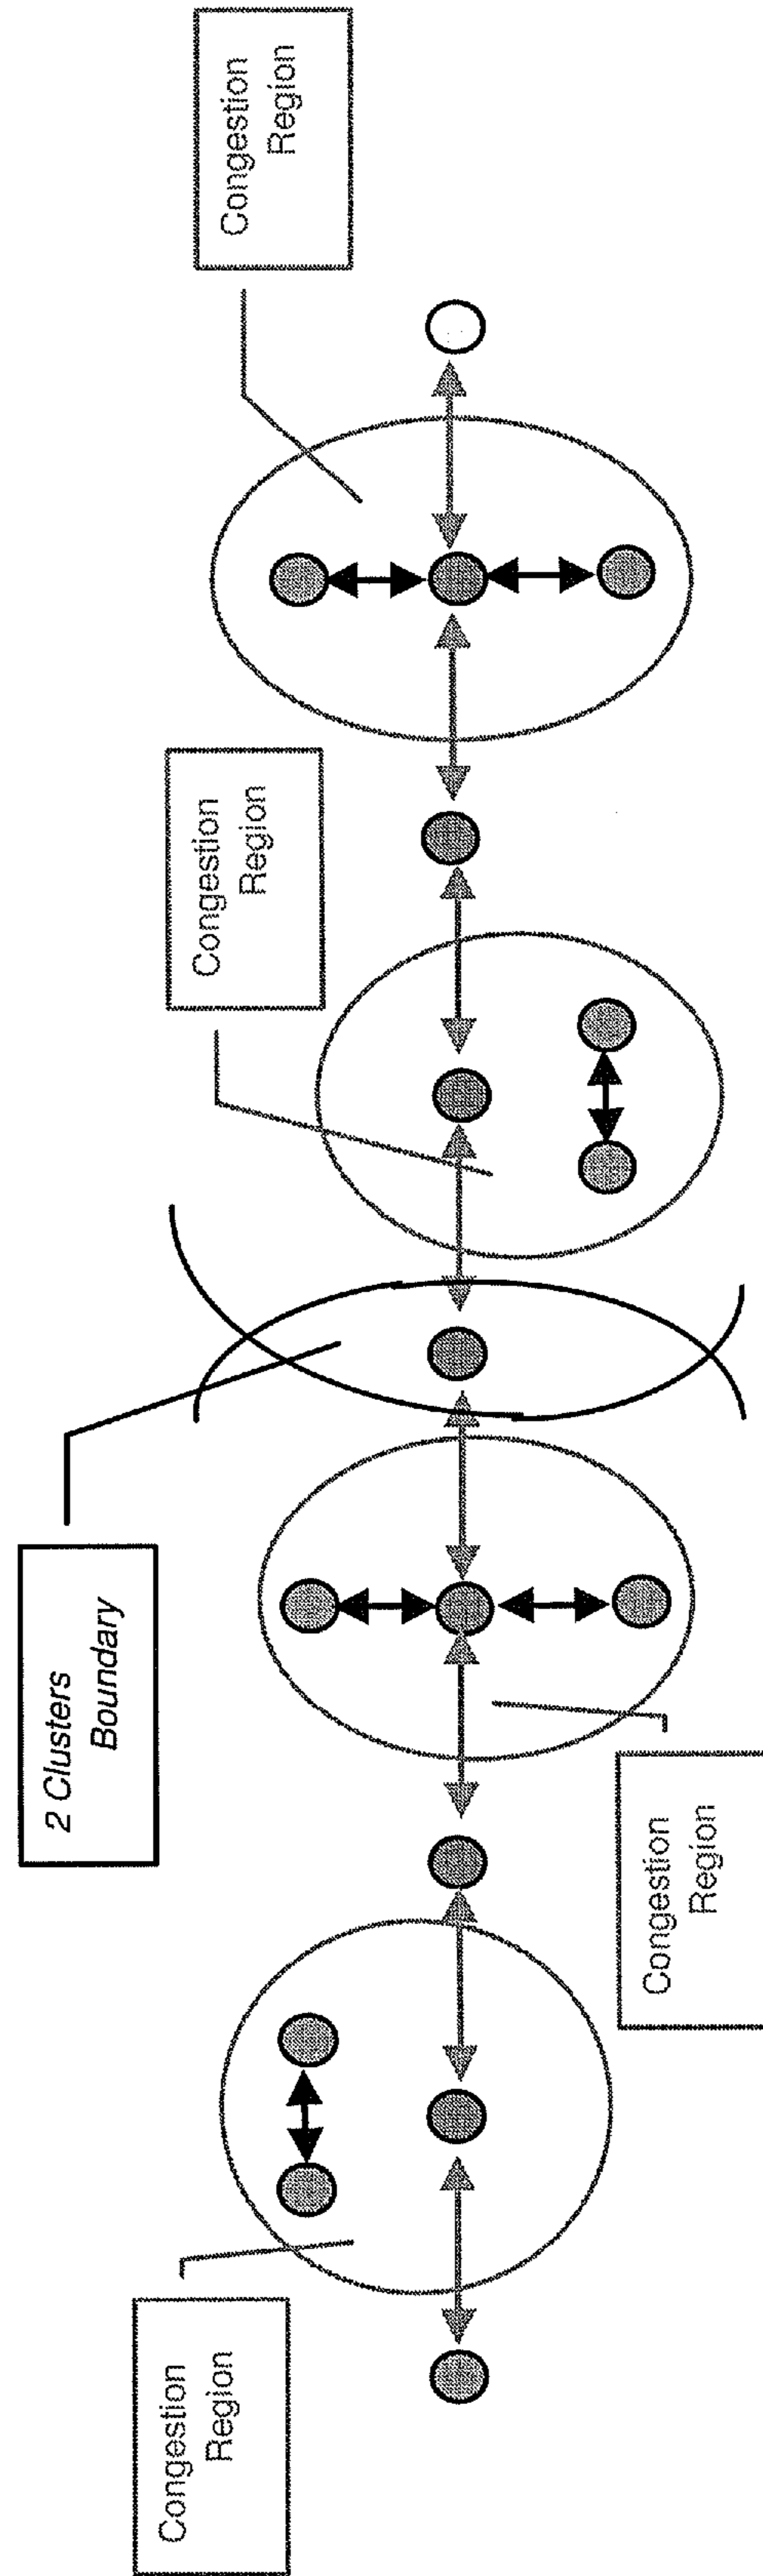 Congestion
Region
2 Clusters
Boundary
Congestion
Region
Congestion
Region
Congestion
Region